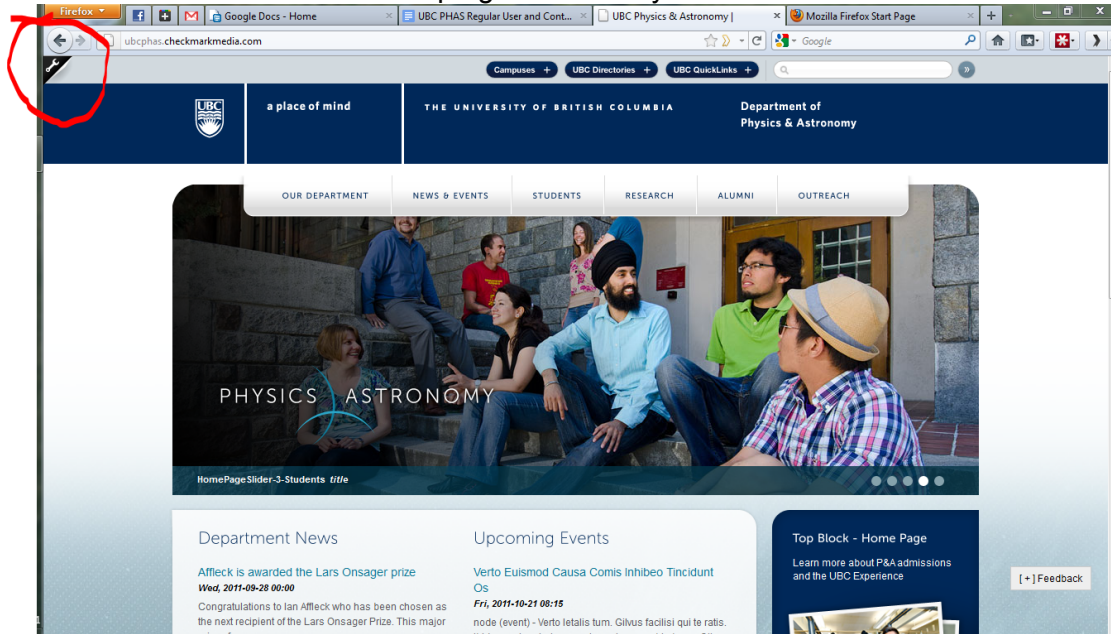 Firefox
Google Docs - Home
UBC PHAS Regular User and Cont...
UBC Physics & Astronomy |
Mozilla Firefox Start Page
ubcphas.checkmarkmedia.com
Google
Campuses +
UBC Directories +
UBC QuickLinks +
UBC
a place of mind
THE UNIVERSITY OF BRITISH COLUMBIA
Department of
Physics & Astronomy
OUR DEPARTMENT
NEWS & EVENTS
STUDENTS
RESEARCH
ALUMNI
OUTREACH
PHYSICS ASTRONOMY
HomePageSlider-3-Students title
Department News
Affleck is awarded the Lars Onsager prize
Wed, 2011-09-28 00:00
Congratulations to Ian Affleck who has been chosen as
the next recipient of the Lars Onsager Prize. This major
Upcoming Events
Verto Euismod Causa Comis Inhibeo Tincidunt
Os
Fri, 2011-10-21 08:15
node (event) - Verto letalis tum. Gilvus facilisi qui te ratis.
Top Block - Home Page
Learn more about P&A admissions
and the UBC Experience
[+] Feedback